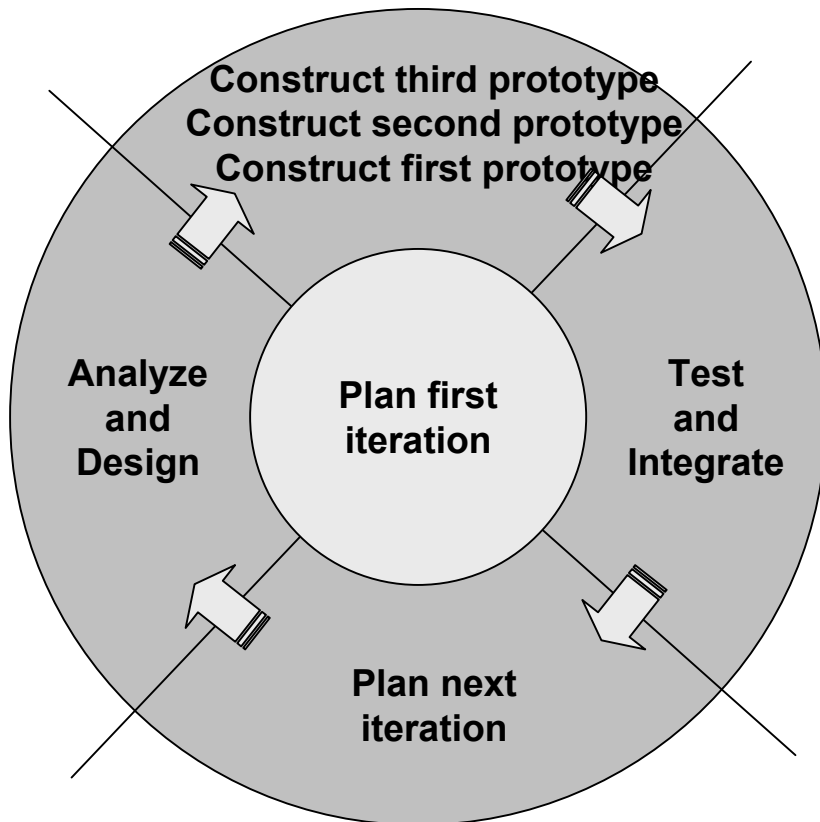 Construct third prototype
Construct second prototype
Construct first prototype
Analyze
and
Design
Plan first
iteration
Test
and
Integrate
Plan next
iteration